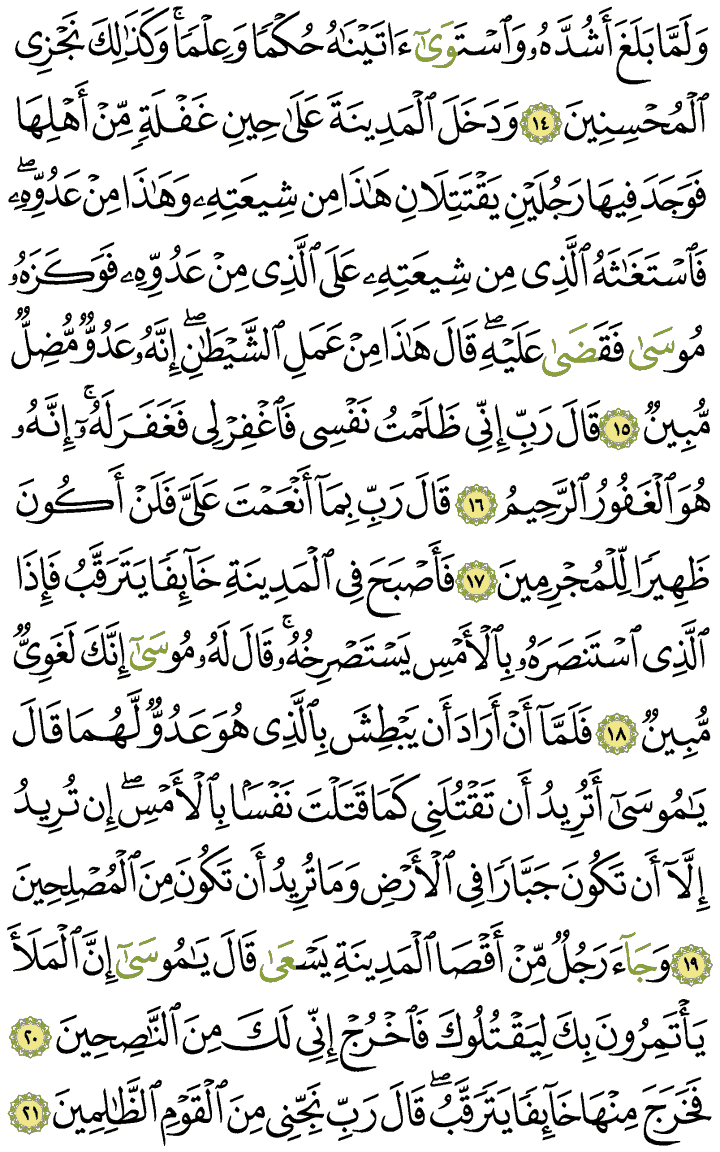 وَلَمَّا بَلَغَ أَشُدَّهُۥ وَٱسۡتَوَىٰٓ ءَاتَيۡنَٰهُ حُكۡمٗا وَعِلۡمٗاۚ وَكَذَٰلِكَ نَجۡزِي
ٱلۡمُحۡسِنِينَ ١٤ وَدَخَلَ ٱلۡمَدِينَةَ عَلَىٰ حِينِ غَفۡلَةٖ مِّنۡ أَهۡلِهَا
فَوَجَدَ فِيهَا رَجُلَيۡنِ يَقۡتَتِلَانِ هَٰذَا مِن شِيعَتِهِۦ وَهَٰذَا مِنۡ عَدُوِّهِۦۖ
فَٱسۡتَغَٰثَهُ ٱلَّذِي مِن شِيعَتِهِۦ عَلَى ٱلَّذِي مِنۡ عَدُوِّهِۦ فَوَكَزَهُۥ
مُوسَىٰ فَقَضَىٰ عَلَيۡهِۖ قَالَ هَٰذَا مِنۡ عَمَلِ ٱلشَّيۡطَٰنِۖ إِنَّهُۥ عَدُوّٞ مُّضِلّٞ
مُّبِينٞ ١٥ قَالَ رَبِّ إِنِّي ظَلَمۡتُ نَفۡسِي فَٱغۡفِرۡ لِي فَغَفَرَ لَهُۥٓۚ إِنَّهُۥ
هُوَ ٱلۡغَفُورُ ٱلرَّحِيمُ ١٦ قَالَ رَبِّ بِمَآ أَنۡعَمۡتَ عَلَيَّ فَلَنۡ أَكُونَ
ظَهِيرٗا لِّلۡمُجۡرِمِينَ ١٧ فَأَصۡبَحَ فِي ٱلۡمَدِينَةِ خَآئِفٗا يَتَرَقَّبُ فَإِذَا
ٱلَّذِي ٱسۡتَنصَرَهُۥ بِٱلۡأَمۡسِ يَسۡتَصۡرِخُهُۥۚ قَالَ لَهُۥ مُوسَىٰٓ إِنَّكَ لَغَوِيّٞ
مُّبِينٞ ١٨ فَلَمَّآ أَنۡ أَرَادَ أَن يَبۡطِشَ بِٱلَّذِي هُوَ عَدُوّٞ لَّهُمَا قَالَ
يَٰمُوسَىٰٓ أَتُرِيدُ أَن تَقۡتُلَنِي كَمَا قَتَلۡتَ نَفۡسَۢا بِٱلۡأَمۡسِۖ إِن تُرِيدُ
إِلَّآ أَن تَكُونَ جَبَّارٗا فِي ٱلۡأَرۡضِ وَمَا تُرِيدُ أَن تَكُونَ مِنَ ٱلۡمُصۡلِحِينَ
١٩ وَجَآءَ رَجُلٞ مِّنۡ أَقۡصَا ٱلۡمَدِينَةِ يَسۡعَىٰ قَالَ يَٰمُوسَىٰٓ إِنَّ ٱلۡمَلَأَ
يَأۡتَمِرُونَ بِكَ لِيَقۡتُلُوكَ فَٱخۡرُجۡ إِنِّي لَكَ مِنَ ٱلنَّٰصِحِينَ ٢٠
فَخَرَجَ مِنۡهَا خَآئِفٗا يَتَرَقَّبُۖ قَالَ رَبِّ نَجِّنِي مِنَ ٱلۡقَوۡمِ ٱلظَّٰلِمِينَ ٢١